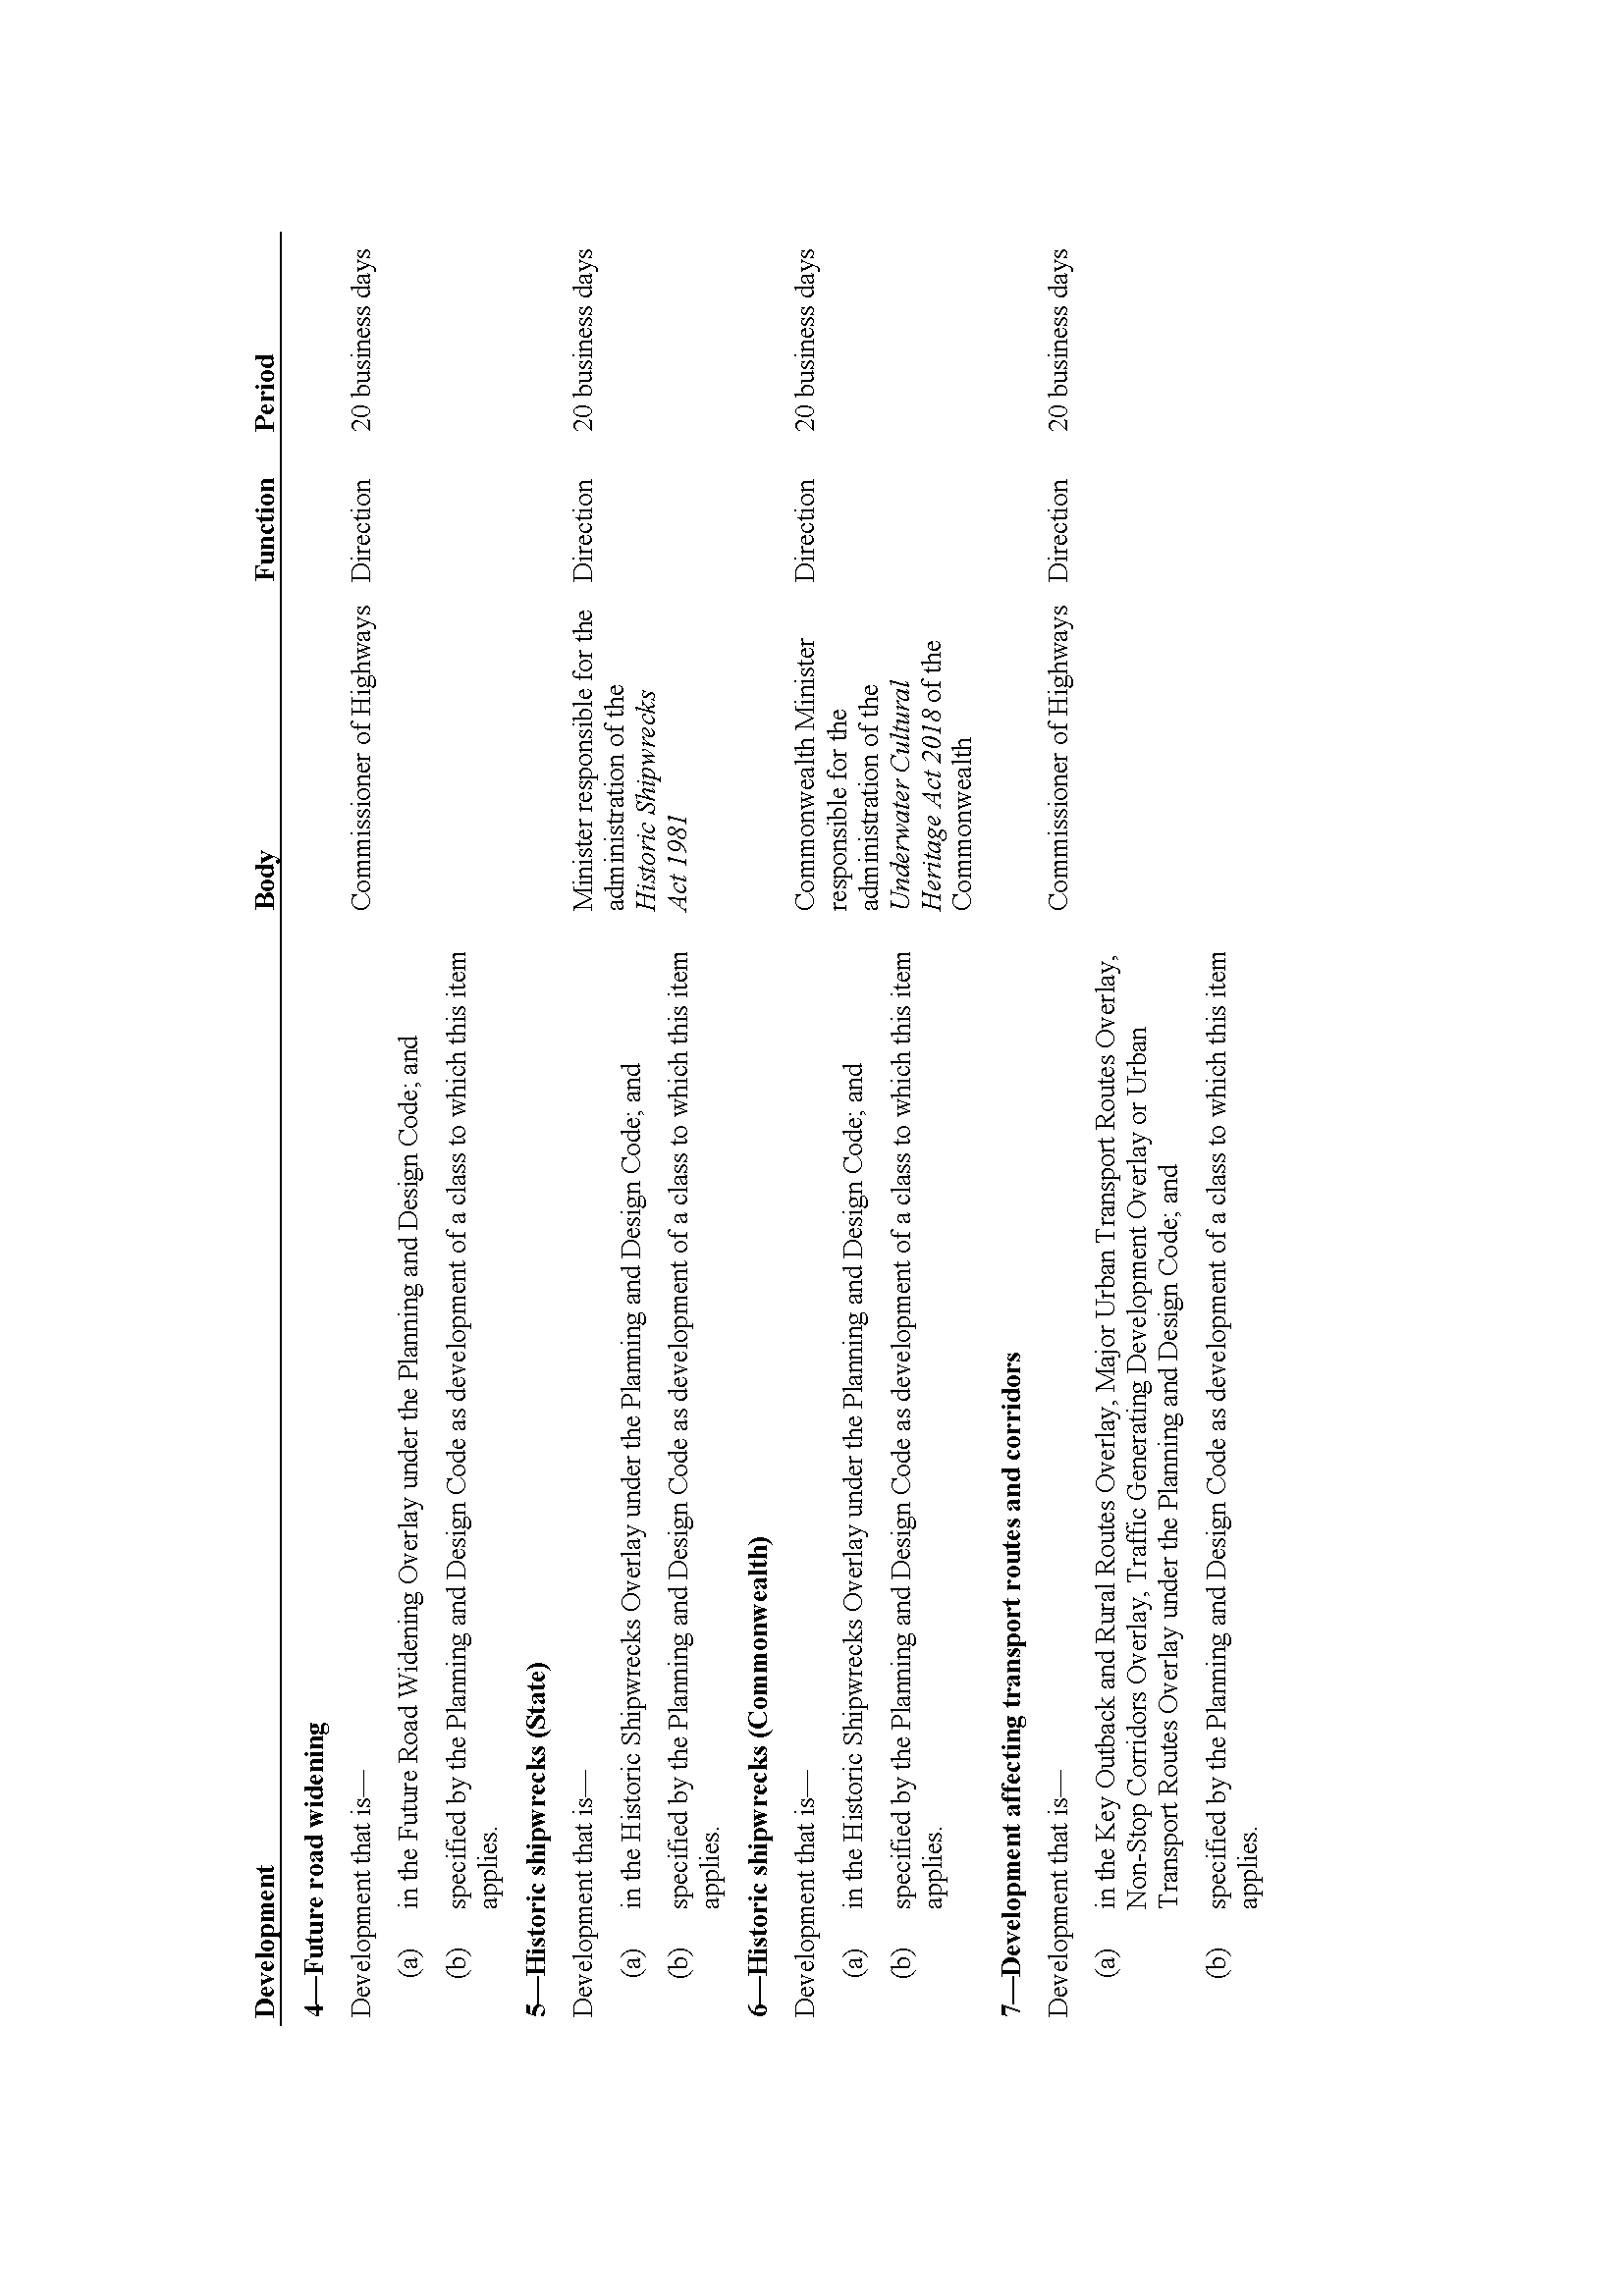 Development Body Function Period
4—Future road widening
Development that is— Commissioner of Highways Direction 20 business days
(a) in the Future Road Widening Overlay under the Planning and Design Code; and
(b) specified by the Planning and Design Code as development of a class to which this item
applies.
5—Historic shipwrecks (State)
Development that is— Minister responsible for the Direction 20 business days
administration of the
(a) in the Historic Shipwrecks Overlay under the Planning and Design Code; and Historic Shipwrecks
(b) specified by the Planning and Design Code as development of a class to which this item Act 1981
applies.
6—Historic shipwrecks (Commonwealth)
Development that is— Commonwealth Minister Direction 20 business days
responsible for the
(a) in the Historic Shipwrecks Overlay under the Planning and Design Code; and administration of the
(b) specified by the Planning and Design Code as development of a class to which this item Underwater Cultural
applies. Heritage Act 2018 of the
Commonwealth
7—Development affecting transport routes and corridors
Development that is— Commissioner of Highways Direction 20 business days
(a) in the Key Outback and Rural Routes Overlay, Major Urban Transport Routes Overlay,
Non-Stop Corridors Overlay, Traffic Generating Development Overlay or Urban
Transport Routes Overlay under the Planning and Design Code; and
(b) specified by the Planning and Design Code as development of a class to which this item
applies.